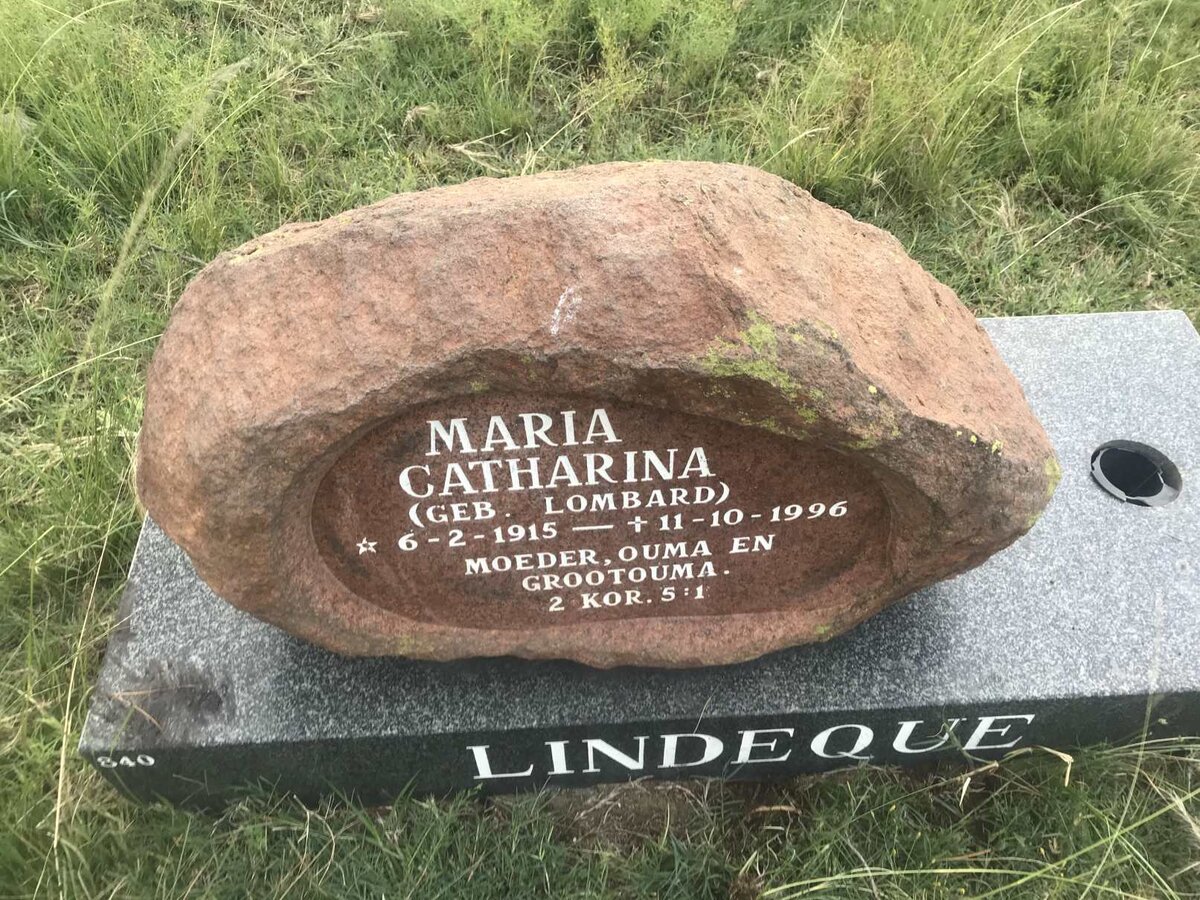 MARIA
CATHARINA
(GEB. LOMBARD)
☆ 6-2-1915 — ✝ 11-10-1996
MOEDER, OUMA EN
GROOTOUMA.
2 KOR. 5:1
LINDEQUE
840